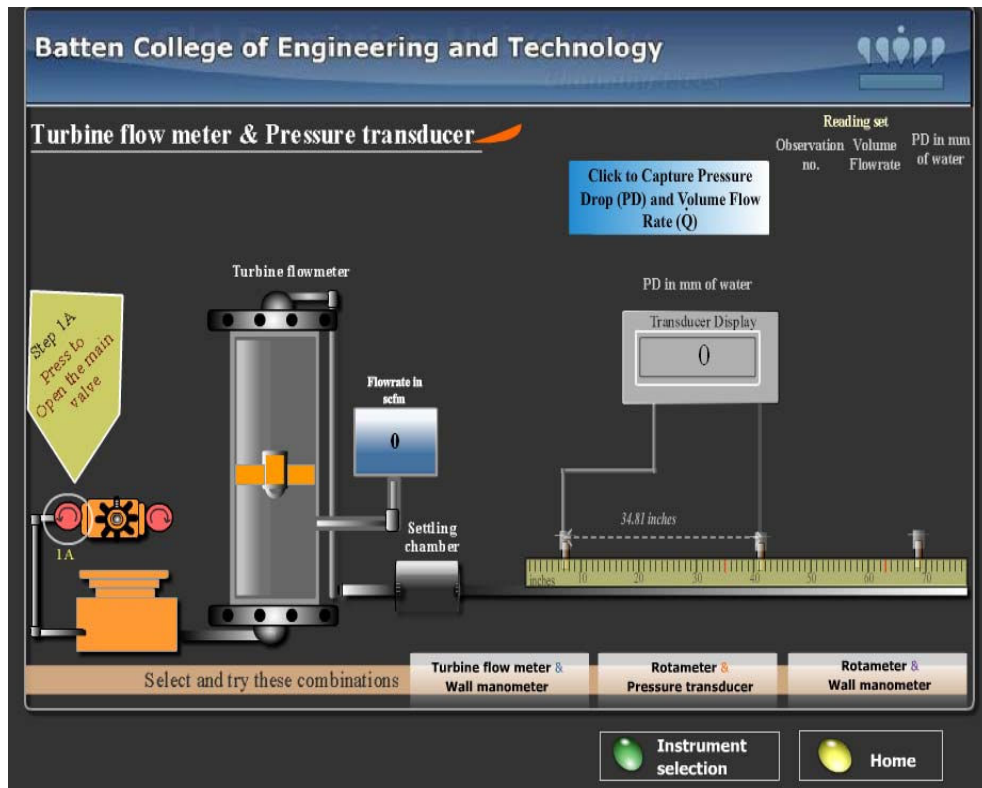 Batten College of Engineering and Technology
Turbine flow meter & Pressure transducer
Reading set
Observation no.
Volume Flowrate
PD in mm of water
Click to Capture Pressure
Drop (PD) and Volume Flow
Rate (Q̇)
Turbine flowmeter
PD in mm of water
Transducer Display
0
Step 1A
Press to
Open the main
valve
Flowrate in
scfm
0
1A
Settling
chamber
34.81 inches
inches 10 20 30 40 50 60 70
Select and try these combinations
Turbine flow meter &
Wall manometer
Rotameter &
Pressure transducer
Rotameter &
Wall manometer
Instrument
selection
Home